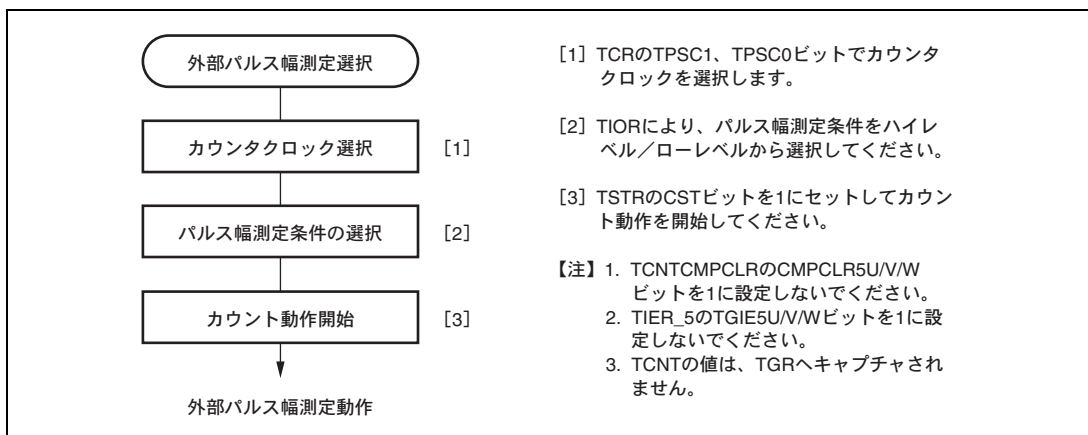 外部パルス幅測定選択
カウンタクロック選択 [1]
パルス幅測定条件の選択 [2]
カウント動作開始 [3]
外部パルス幅測定動作
[1] TCRのTPSC1、TPSC0ビットでカウンタ
クロックを選択します。
[2] TIORにより、パルス幅測定条件をハイレ
ベル／ローレベルから選択してください。
[3] TSTRのCSTビットを1にセットしてカウン
ト動作を開始してください。
【注】1. TCNTCMPCLRのCMPCLR5U/V/W
ビットを1に設定しないでください。
2. TIER_5のTGIE5U/V/Wビットを1に設
定しないでください。
3. TCNTの値は、TGRへキャプチャされ
ません。